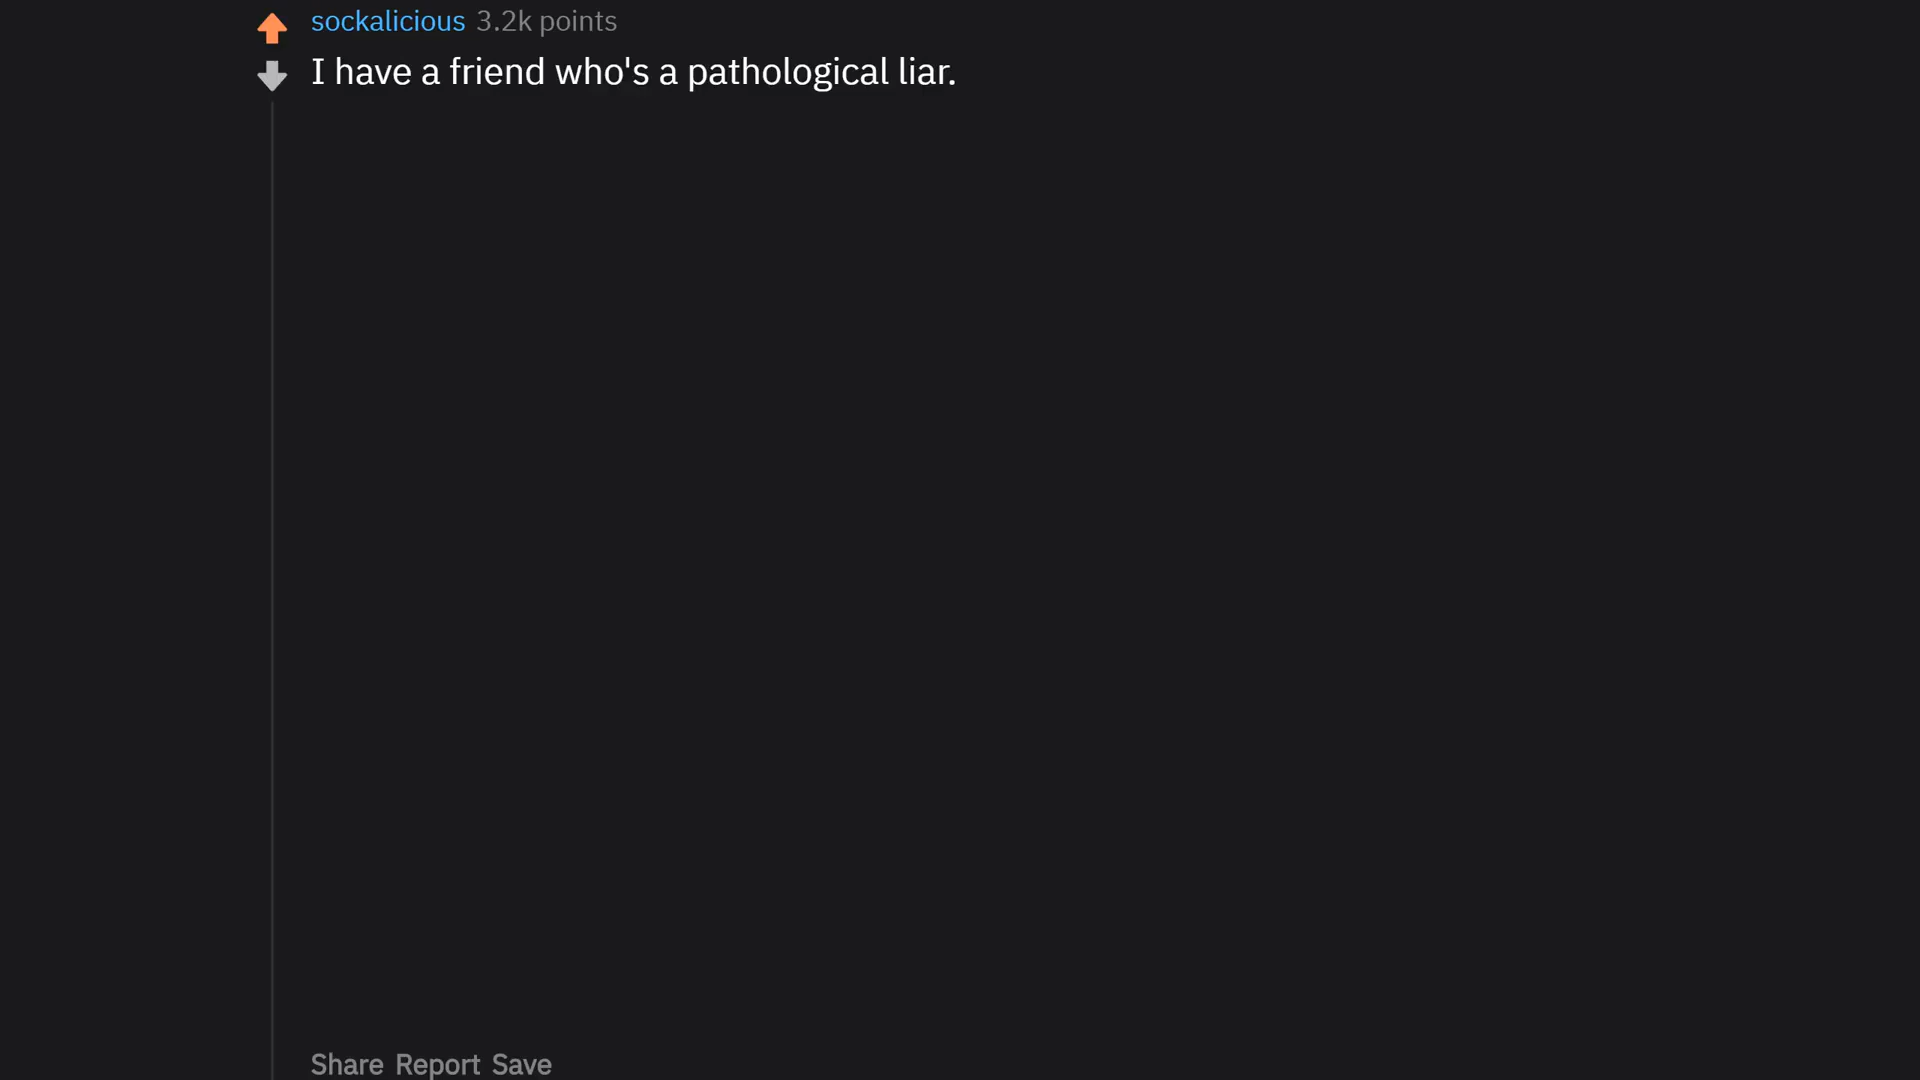 sockalicious 3.2k points
I have a friend who's a pathological liar.
Share Report Save